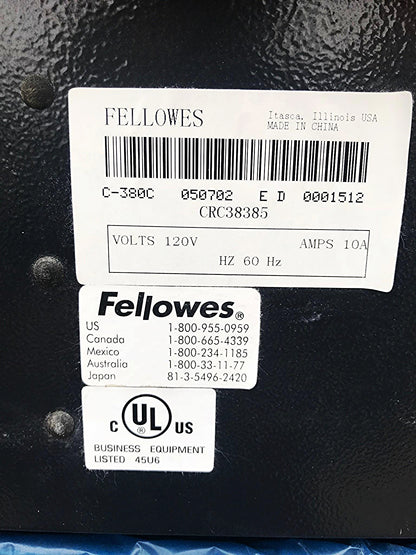 FELLOWES
Itasca, Illinois USA
MADE IN CHINA
C-380C 050702 E D 0001512
CRC38385
VOLTS 120V AMPS 10A
HZ 60 Hz
Fellowes®
US 1-800-955-0959
Canada 1-800-665-4339
Mexico 1-800-234-1185
Australia 1-800-33-11-77
Japan 81-3-5496-2420
C UL® US
BUSINESS EQUIPMENT
LISTED 45U6